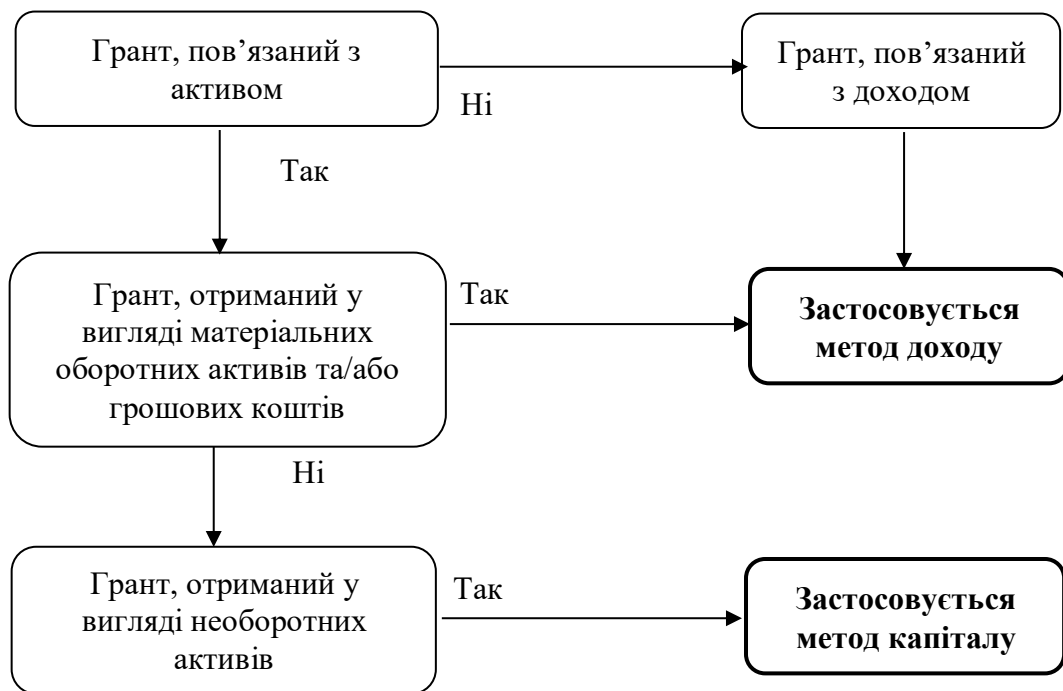 Грант, пов’язаний з
активом
Ні
Грант, пов’язаний
з доходом
Так
Грант, отриманий у
вигляді матеріальних
оборотних активів та/або
грошових коштів
Так
Застосовується
метод доходу
Ні
Грант, отриманий у
вигляді необоротних
активів
Так
Застосовується
метод капіталу